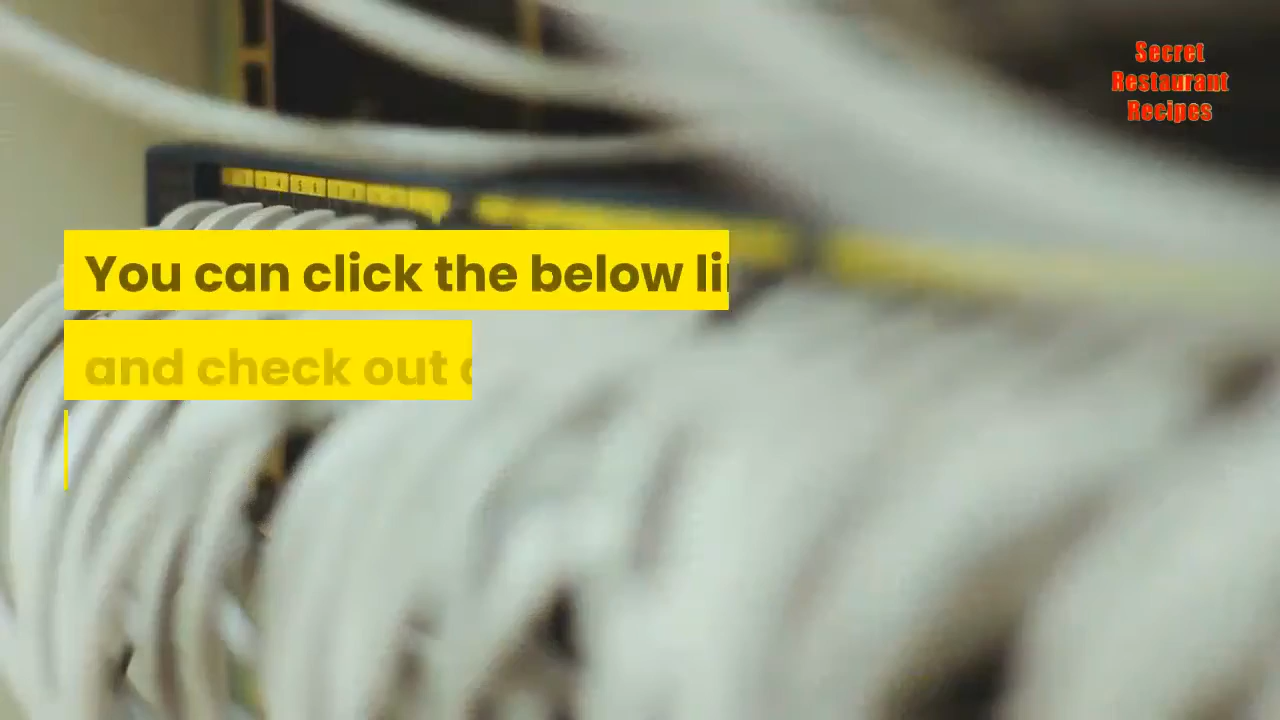 Secret
Restaurant
Recipes
You can click the below
and check out